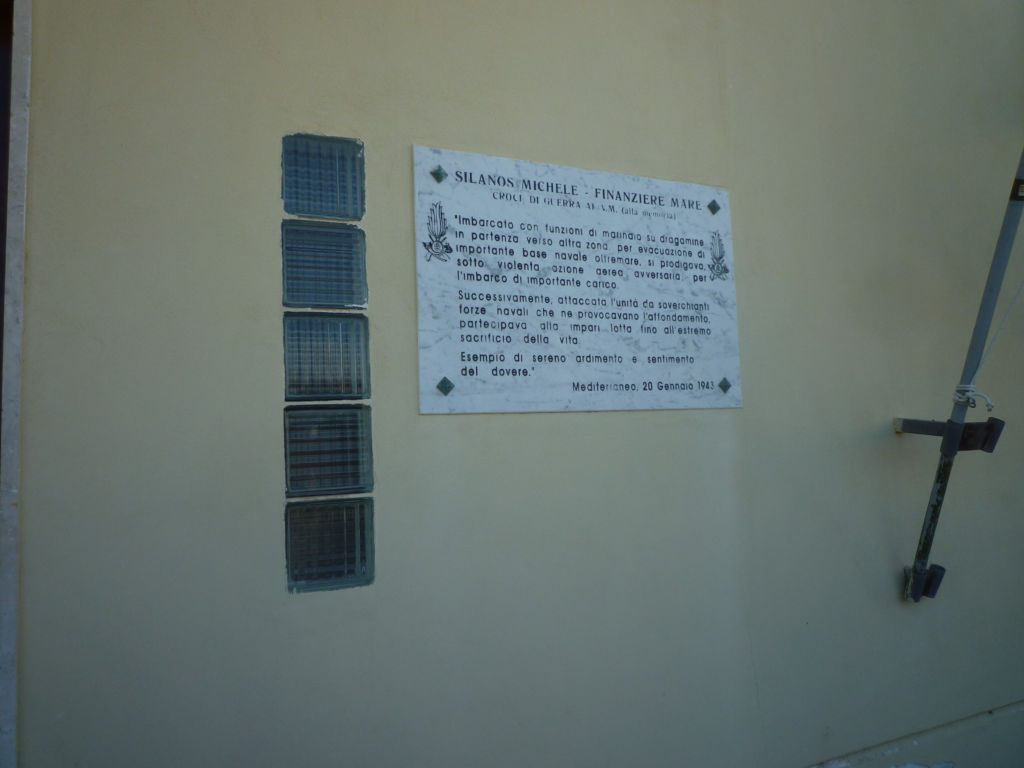 SILANOS MICHELE - FINANZIERE MARE
CROCE DI GUERRA AL V.M. (alla memoria)
"Imbarcato con funzioni di marinaio su dragamine
in partenza verso altra zona per evacuazione di
importante base navale oltremare, si prodigava,
sotto violenta azione aerea avversaria per
l'imbarco di importante carico.
Successivamente, attaccata l'unità da soverchianti
forze navali che ne provocavano l'affondamento,
partecipava alla impari lotta fino all'estremo
sacrificio della vita.
Esempio di sereno ardimento e sentimento
del dovere."
Mediterraneo, 20 Gennaio 1943